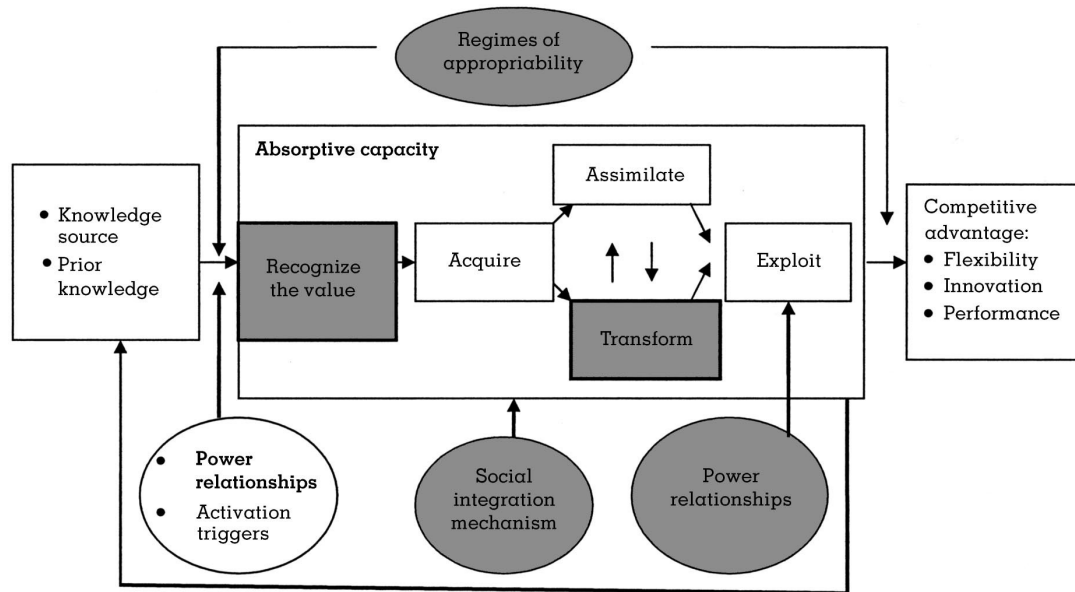 Regimes of
appropriability
Absorptive capacity
• Knowledge
source
• Prior
knowledge
Recognize
the value
Acquire
Assimilate
Transform
Exploit
Competitive
advantage:
• Flexibility
• Innovation
• Performance
• Power
relationships
• Activation
triggers
Social
integration
mechanism
Power
relationships